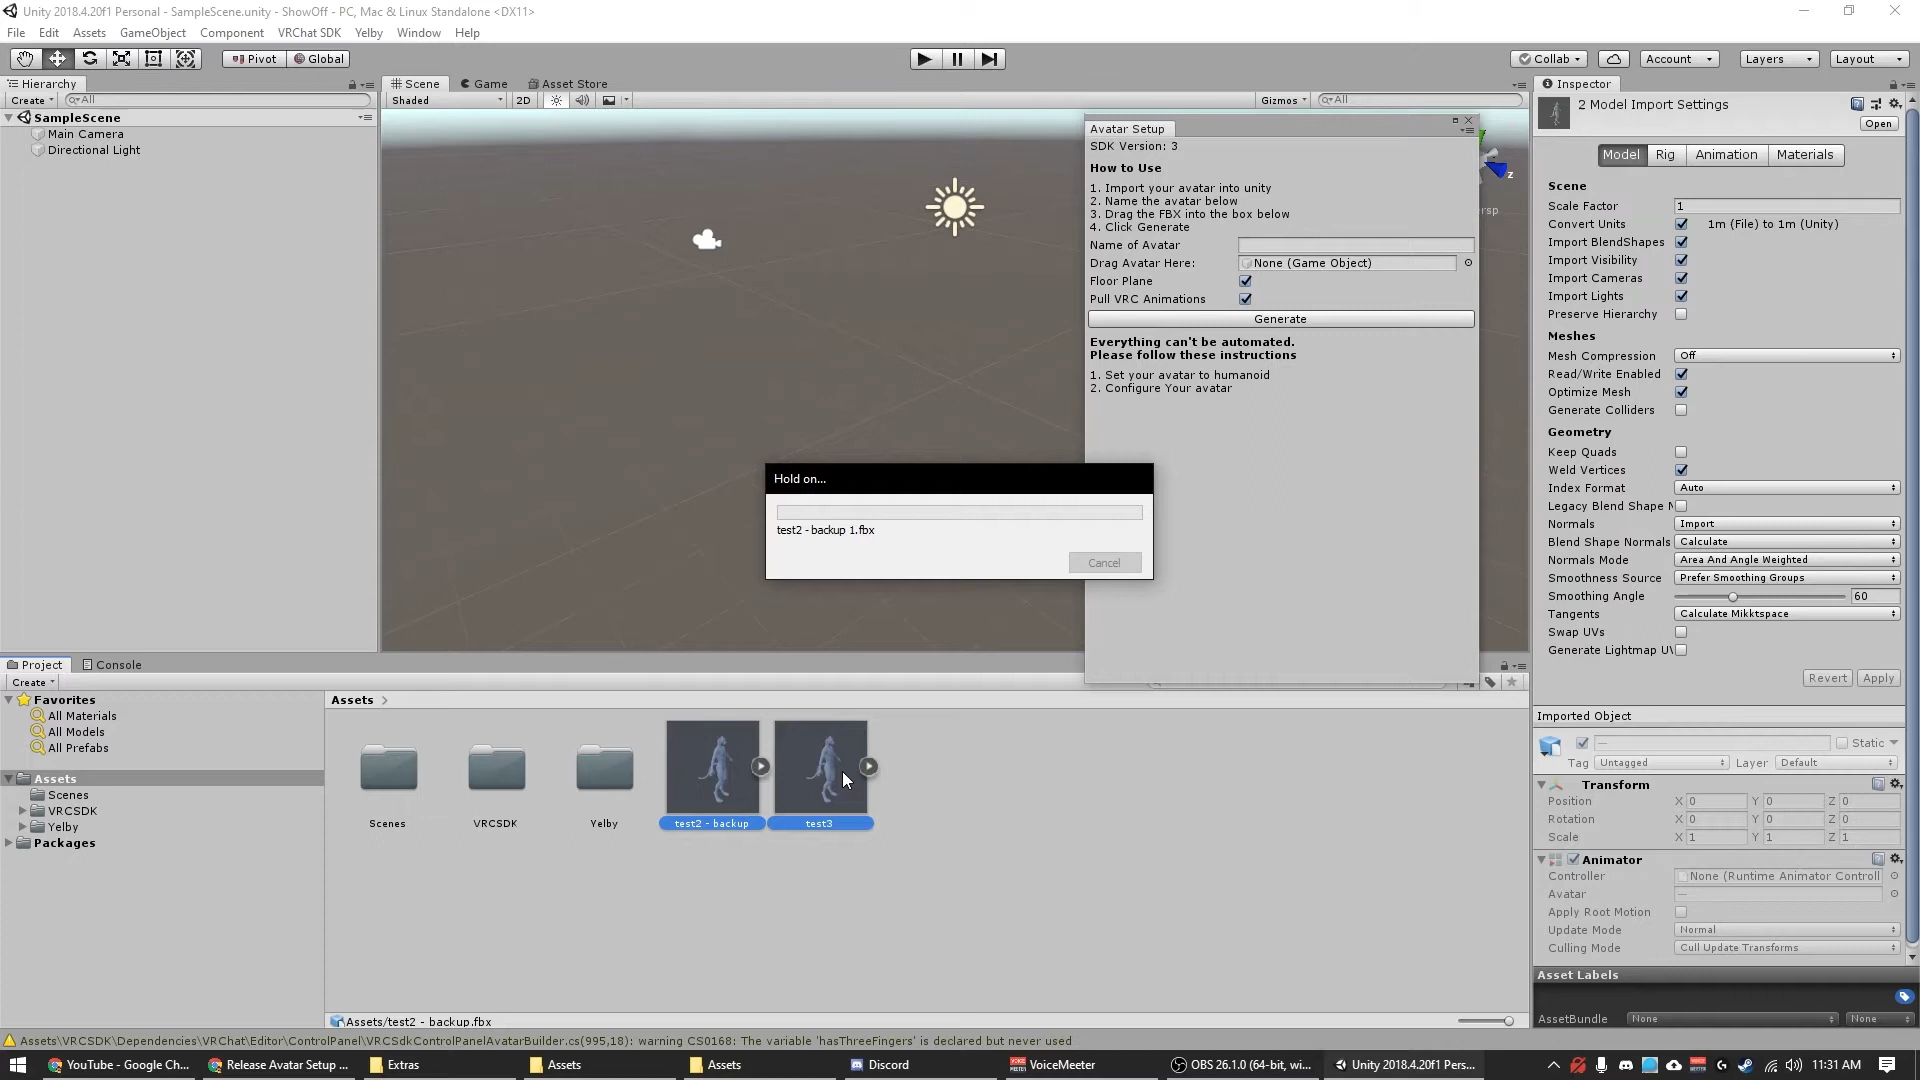 Unity 2018.4.20f1 Personal - SampleScene.unity - ShowOff - PC, Mac & Linux Standalone <DX11>
File Edit Assets GameObject Component VRChat SDK Yelby Window Help
Pivot Global Collab Account Layers Layout
Hierarchy
Create All
SampleScene
Main Camera
Directional Light
Scene Game Asset Store
Shaded 2D Gizmos All
z
Avatar Setup
SDK Version: 3
How to Use
1. Import your avatar into unity
2. Name the avatar below
3. Drag the FBX into the box below
4. Click Generate
Name of Avatar
Drag Avatar Here: None (Game Object)
Floor Plane
Pull VRC Animations
Generate
Everything can't be automated.
Please follow these instructions
1. Set your avatar to humanoid
2. Configure Your avatar
Hold on...
test2 - backup 1.fbx
Cancel
Inspector
2 Model Import Settings
Open
Model Rig Animation Materials
Scene
Scale Factor 1
Convert Units 1m (File) to 1m (Unity)
Import BlendShapes
Import Visibility
Import Cameras
Import Lights
Preserve Hierarchy
Meshes
Mesh Compression Off
Read/Write Enabled
Optimize Mesh
Generate Colliders
Geometry
Keep Quads
Weld Vertices
Index Format Auto
Legacy Blend Shape N
Normals Import
Blend Shape Normals Calculate
Normals Mode Area And Angle Weighted
Smoothness Source Prefer Smoothing Groups
Smoothing Angle 60
Tangents Calculate Mikktspace
Swap UVs
Generate Lightmap UV
Revert Apply
Imported Object
— Static
Tag Untagged Layer Default
Transform
Position X 0 Y 0 Z 0
Rotation X 0 Y 0 Z 0
Scale X 1 Y 1 Z 1
Animator
Controller None (Runtime Animator Controll
Avatar —
Apply Root Motion
Update Mode Normal
Culling Mode Cull Update Transforms
Asset Labels
AssetBundle None None
Project Console
Create
Favorites
All Materials
All Models
All Prefabs
Assets
Scenes
VRCSDK
Yelby
Packages
Assets
Scenes VRCSDK Yelby test2 - backup test3
Assets/test2 - backup.fbx
Assets\VRCSDK\Dependencies\VRChat\Editor\ControlPanel\VRCSdkControlPanelAvatarBuilder.cs(995,18): warning CS0168: The variable 'hasThreeFingers' is declared but never used
YouTube - Google Ch... Release Avatar Setup ... Extras Assets Assets Discord VoiceMeeter OBS 26.1.0 (64-bit, wi... Unity 2018.4.20f1 Pers... 11:31 AM